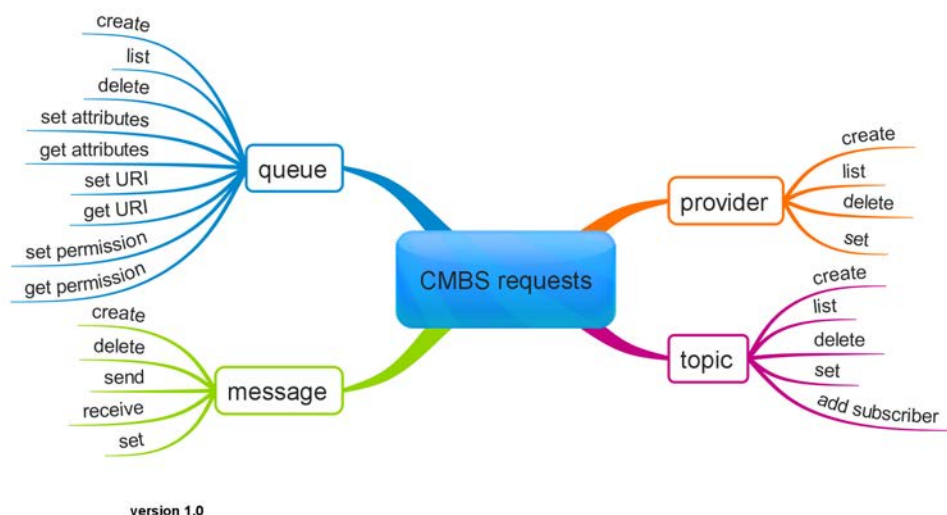 create
list
delete
set attributes
get attributes
set URI
get URI
set permission
get permission
queue
create
delete
send
receive
set
message
CMBS requests
provider
create
list
delete
set
topic
create
list
delete
set
add subscriber
version 1.0